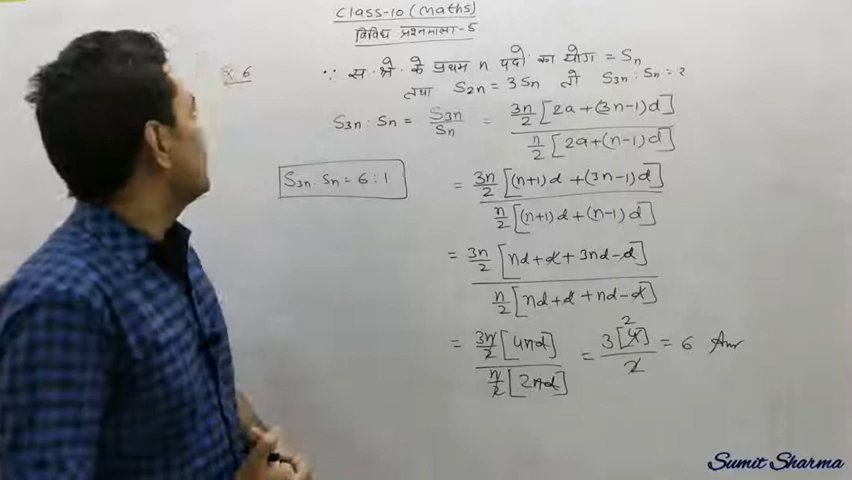 Class-10 (Maths)
विविध प्रश्नमाला-5
Q. 6
∵ स. श्रे. के प्रथम n पदो का योग = Sn
तथा S2n = 3Sn तो S3n : Sn = ?
S3n : Sn = S3n/Sn = 3n/2 [2a + (3n-1)d] / n/2 [2a + (n-1)d]
= 3n/2 [(n+1)d + (3n-1)d] / n/2 [(n+1)d + (n-1)d]
S3n : Sn = 6 : 1
= 3n/2 [nd + d + 3nd - d] / n/2 [nd + d + nd - d]
= 3n/2 [4nd] / n/2 [2nd] = 3[4] 2 / 2 = 6 Ans
Sumit Sharma